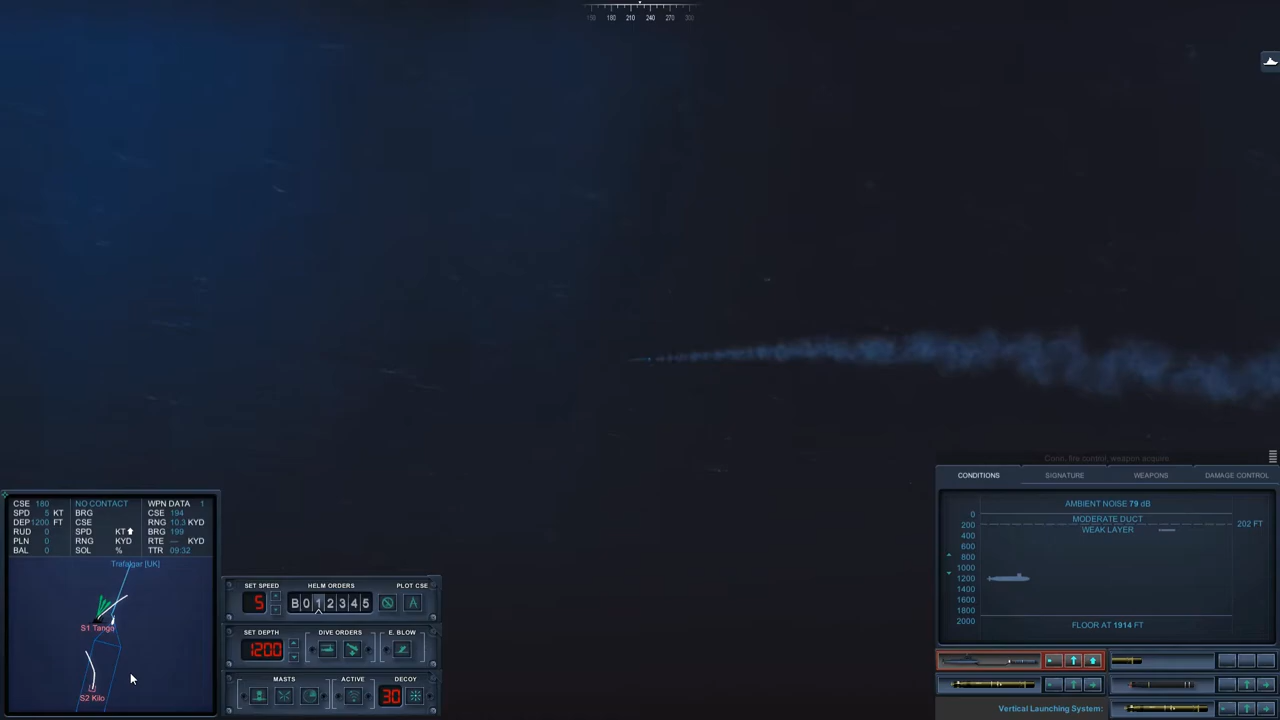 150 180 210 240 270 300
Conn, fire control, weapon acquire
CONDITIONS SIGNATURE WEAPONS DAMAGE CONTROL
AMBIENT NOISE 79 dB
0
MODERATE DUCT
200 202 FT
WEAK LAYER
400
600
800
1000
1200
1400
1600
1800
2000
FLOOR AT 1914 FT
Vertical Launching System:
CSE 180 NO CONTACT WPN DATA 1
SPD 5 KT BRG CSE 194
DEP 1200 FT CSE RNG 10.3 KYD
RUD 0 SPD KT BRG 199
PLN 0 RNG KYD RTE --- KYD
BAL 0 SOL % TTR 09:32
Trafalgar [UK]
S1 Tango
S2 Kilo
SET SPEED HELM ORDERS PLOT CSE
5 B 0 1 2 3 4 5
SET DEPTH DIVE ORDERS E. BLOW
1200
MASTS ACTIVE DECOY
30